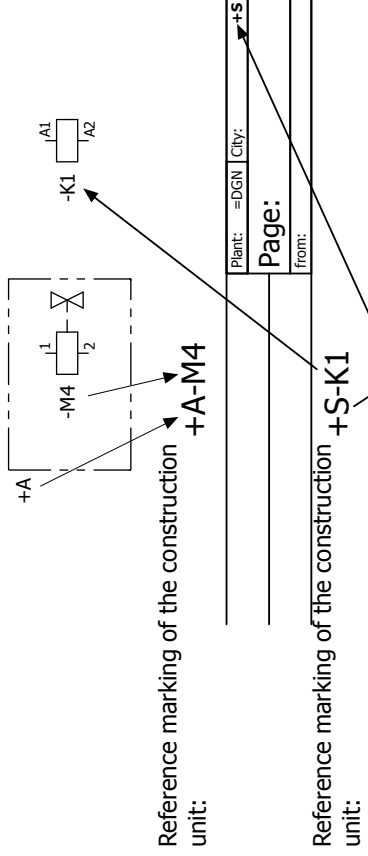 +A
-M4
1
2
-K1
A1
A2
Reference marking of the construction
unit:
+A-M4
Plant: =DGN City: +s
Page:
from:
Reference marking of the construction
unit:
+S-K1